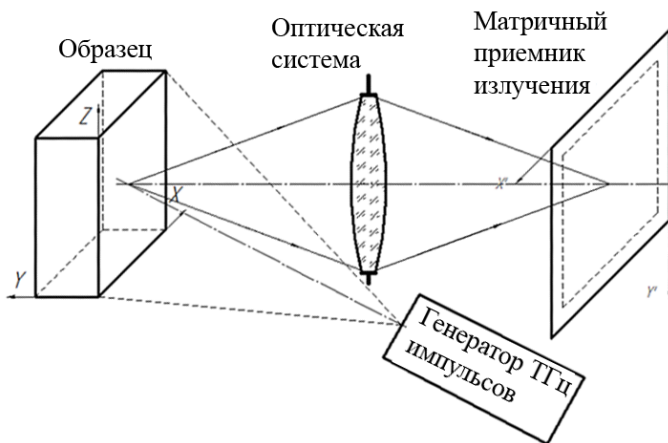 Образец
Оптическая
система
Матричный
приемник
излучения
Z
X
Y
X'
Y'
Генератор ТГц
импульсов